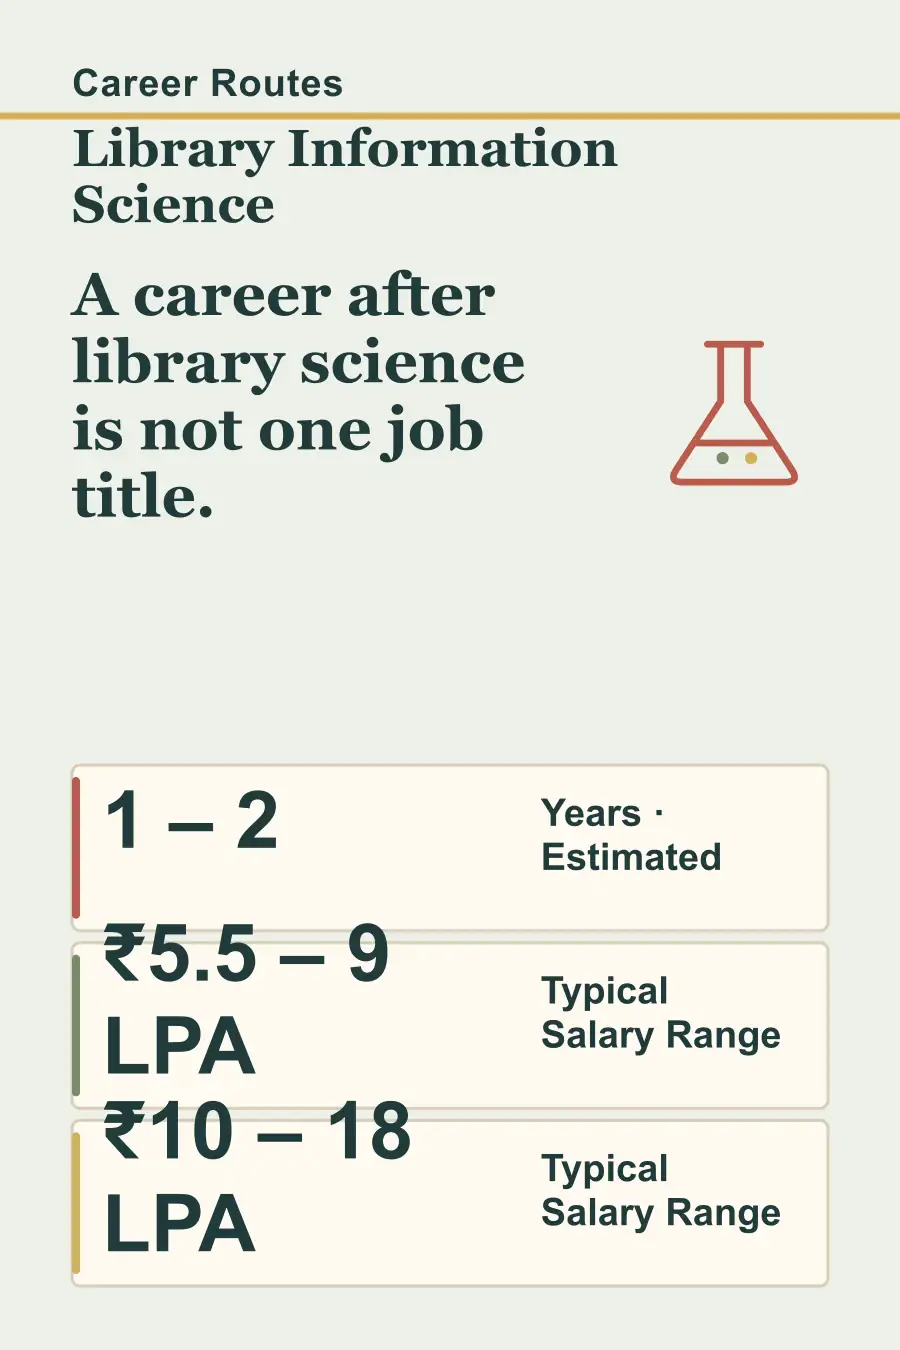 Career Routes
Library Information
Science
A career after
library science
is not one job
title.
1 – 2
Years ·
Estimated
₹5.5 – 9
LPA
Typical
Salary Range
₹10 – 18
LPA
Typical
Salary Range